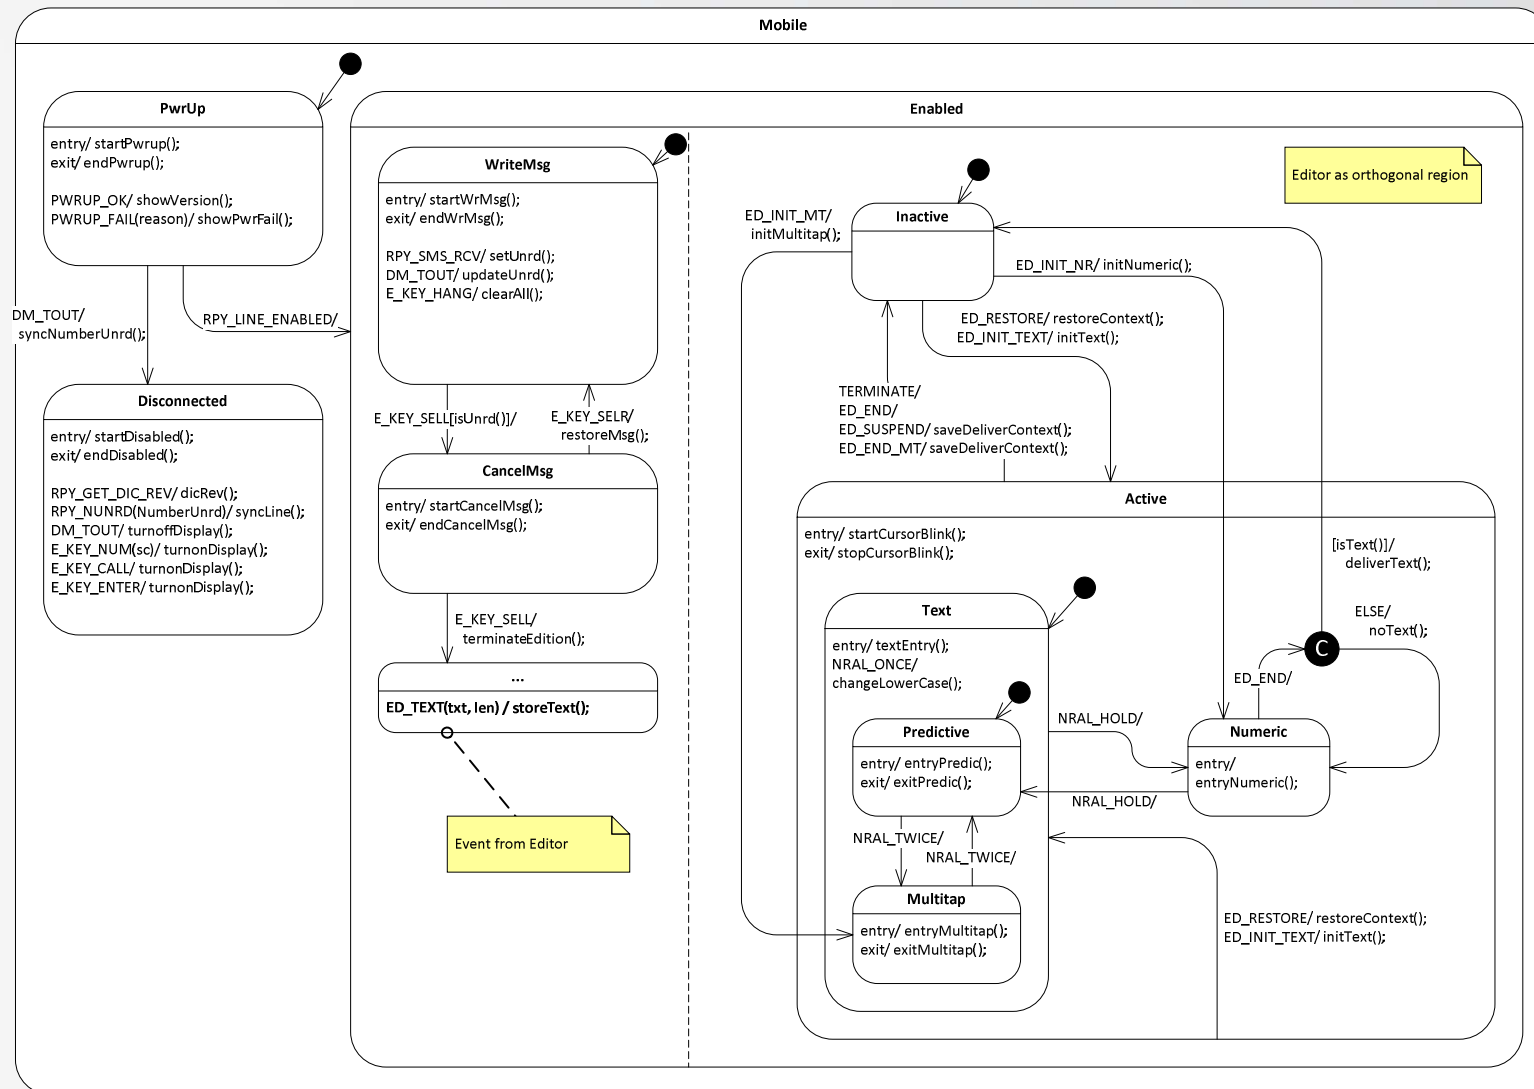 Mobile
PwrUp
entry/ startPwrup();
exit/ endPwrup();
PWRUP_OK/ showVersion();
PWRUP_FAIL(reason)/ showPwrFail();
DM_TOUT/
syncNumberUnrd();
RPY_LINE_ENABLED/
Disconnected
entry/ startDisabled();
exit/ endDisabled();
RPY_GET_DIC_REV/ dicRev();
RPY_NUNRD(NumberUnrd)/ syncLine();
DM_TOUT/ turnoffDisplay();
E_KEY_NUM(sc)/ turnonDisplay();
E_KEY_CALL/ turnonDisplay();
E_KEY_ENTER/ turnonDisplay();
Enabled
WriteMsg
entry/ startWrMsg();
exit/ endWrMsg();
RPY_SMS_RCV/ setUnrd();
DM_TOUT/ updateUnrd();
E_KEY_HANG/ clearAll();
E_KEY_SELL[isUnrd()]/
E_KEY_SELR/
restoreMsg();
CancelMsg
entry/ startCancelMsg();
exit/ endCancelMsg();
E_KEY_SELL/
terminateEdition();
...
ED_TEXT(txt, len) / storeText();
Event from Editor
Editor as orthogonal region
Inactive
ED_INIT_MT/
initMultitap();
ED_INIT_NR/ initNumeric();
ED_RESTORE/ restoreContext();
ED_INIT_TEXT/ initText();
TERMINATE/
ED_END/
ED_SUSPEND/ saveDeliverContext();
ED_END_MT/ saveDeliverContext();
Active
entry/ startCursorBlink();
exit/ stopCursorBlink();
[isText()]/
deliverText();
ELSE/
noText();
C
ED_END/
Text
entry/ textEntry();
NRAL_ONCE/
changeLowerCase();
Predictive
entry/ entryPredic();
exit/ exitPredic();
NRAL_HOLD/
Numeric
entry/
entryNumeric();
NRAL_HOLD/
NRAL_TWICE/
NRAL_TWICE/
Multitap
entry/ entryMultitap();
exit/ exitMultitap();
ED_RESTORE/ restoreContext();
ED_INIT_TEXT/ initText();